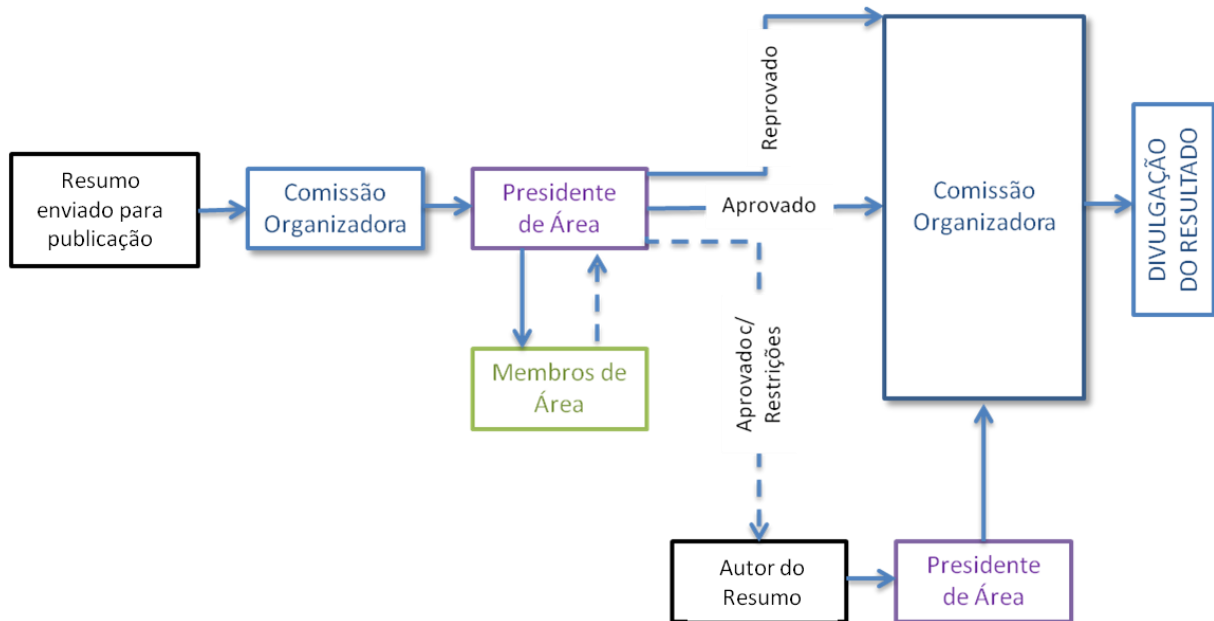 Resumo
enviado para
publicação
Comissão
Organizadora
Presidente
de Área
Membros de
Área
Reprovado
Aprovado
Aprovado c/
Restrições
Comissão
Organizadora
DIVULGAÇÃO
DO RESULTADO
Autor do
Resumo
Presidente
de Área